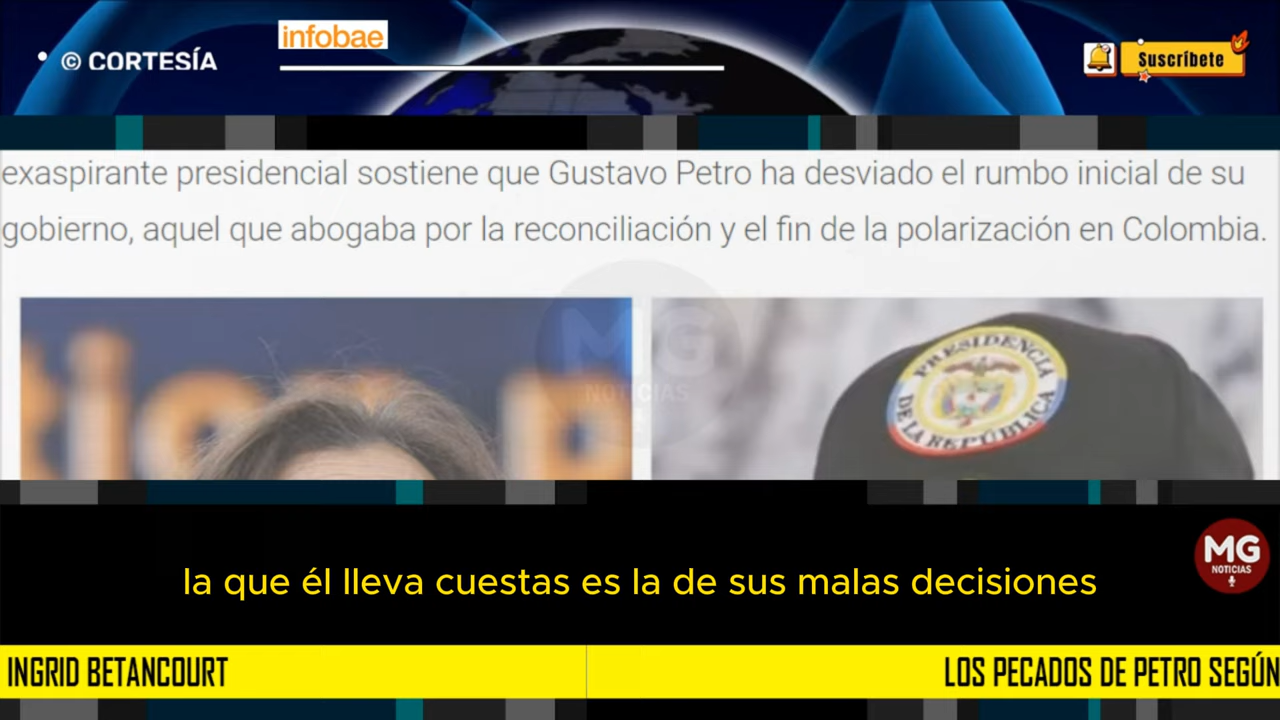 © CORTESÍA
infobae
Suscríbete
exaspirante presidencial sostiene que Gustavo Petro ha desviado el rumbo inicial de su
gobierno, aquel que abogaba por la reconciliación y el fin de la polarización en Colombia.
MG
NOTICIAS
PRESIDENCIA
DE LA REPÚBLICA
la que él lleva cuestas es la de sus malas decisiones
MG
NOTICIAS
INGRID BETANCOURT
LOS PECADOS DE PETRO SEGÚN